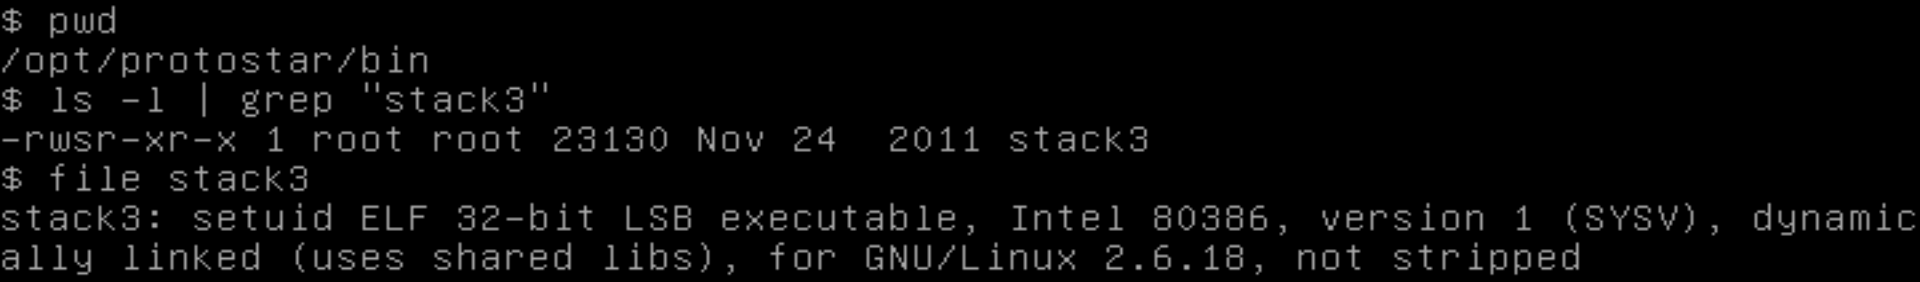 $ pwd
/opt/protostar/bin
$ ls -l | grep "stack3"
-rwsr-xr-x 1 root root 23130 Nov 24  2011 stack3
$ file stack3
stack3: setuid ELF 32-bit LSB executable, Intel 80386, version 1 (SYSV), dynamic
ally linked (uses shared libs), for GNU/Linux 2.6.18, not stripped